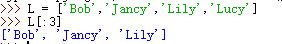 >>> L = ['Bob','Jancy','Lily','Lucy']
>>> L[:3]
['Bob', 'Jancy', 'Lily']